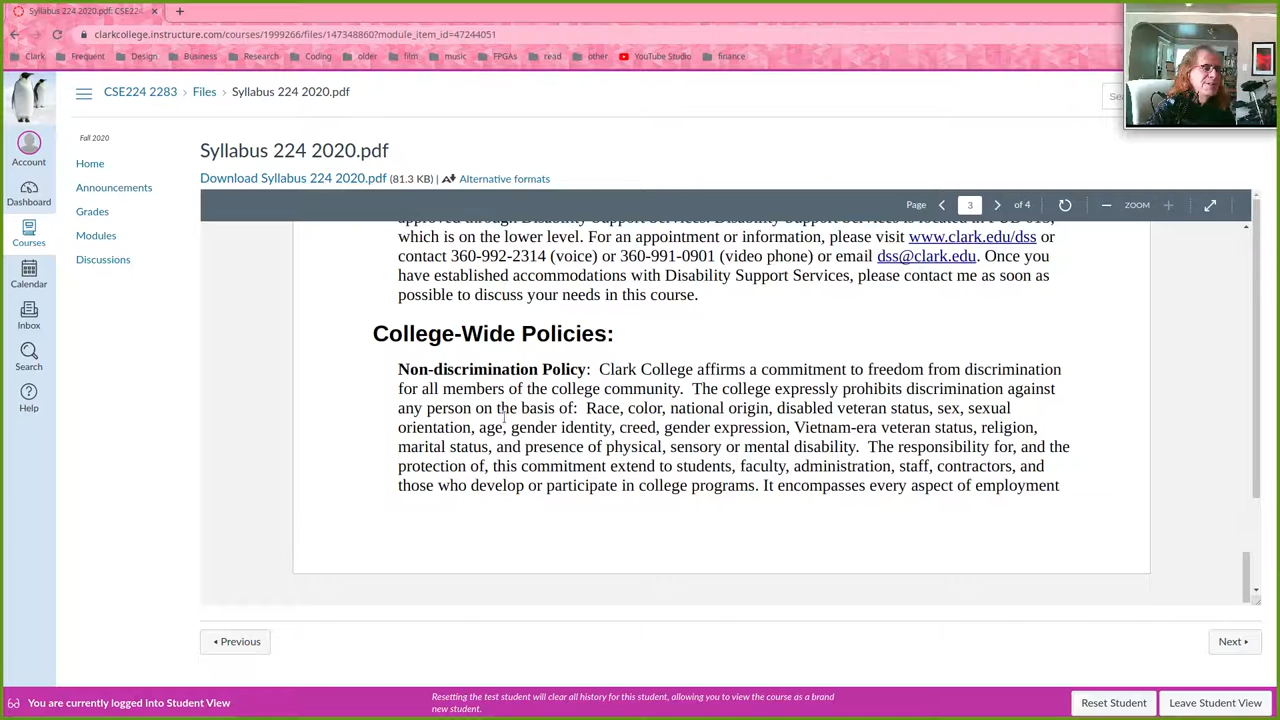 Syllabus 224 2020.pdf: CSE22
clarkcollege.instructure.com/courses/1999266/files/147348860?module_item_id=47244051
Clark
Frequent
Design
Business
Research
Coding
older
film
music
FPGAs
read
other
YouTube Studio
finance
CSE224 2283 › Files › Syllabus 224 2020.pdf
Account
Dashboard
Courses
Calendar
Inbox
Search
Help
Fall 2020
Home
Announcements
Grades
Modules
Discussions
Syllabus 224 2020.pdf
Download Syllabus 224 2020.pdf (81.3 KB) | Alternative formats
Page 3 of 4 ZOOM
approved through Disability Support Services. Disability Support Services is located in
which is on the lower level. For an appointment or information, please visit www.clark.edu/dss or
contact 360-992-2314 (voice) or 360-991-0901 (video phone) or email dss@clark.edu. Once you
have established accommodations with Disability Support Services, please contact me as soon as
possible to discuss your needs in this course.
College-Wide Policies:
Non-discrimination Policy: Clark College affirms a commitment to freedom from discrimination
for all members of the college community. The college expressly prohibits discrimination against
any person on the basis of: Race, color, national origin, disabled veteran status, sex, sexual
orientation, age, gender identity, creed, gender expression, Vietnam-era veteran status, religion,
marital status, and presence of physical, sensory or mental disability. The responsibility for, and the
protection of, this commitment extend to students, faculty, administration, staff, contractors, and
those who develop or participate in college programs. It encompasses every aspect of employment
Previous
Next
You are currently logged into Student View
Resetting the test student will clear all history for this student, allowing you to view the course as a brand
new student.
Reset Student
Leave Student View